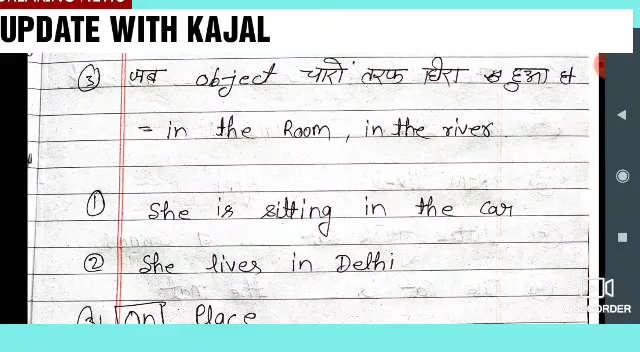 UPDATE WITH KAJAL
③ जब object चारों तरफ घिरा हुआ हो
= in the Room, in the river.
① She is sitting in the car
② She lives in Delhi
On Place
ORDER